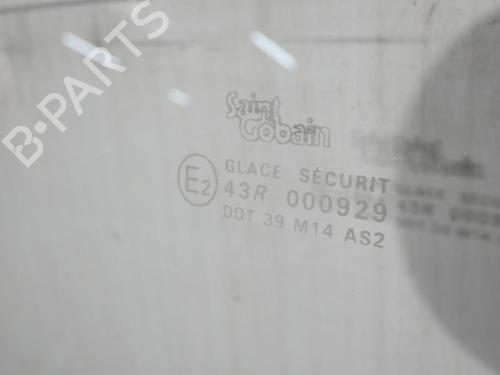 B-PARTS
Saint
Gobain
GLACE SÉCURIT
E2 43R 000929
DOT 39 M14 AS2